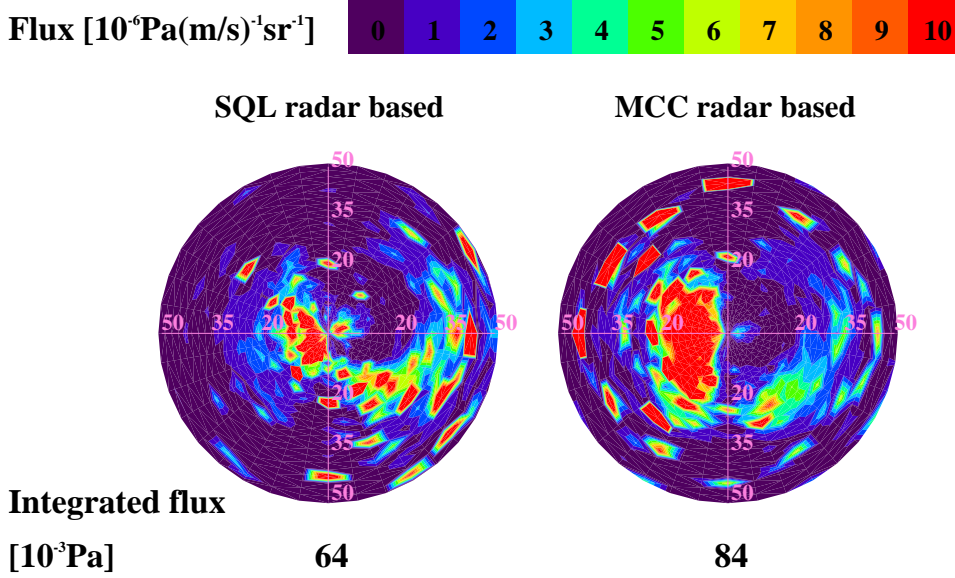 Flux [10⁻⁶Pa(m/s)⁻¹sr⁻¹] 0 1 2 3 4 5 6 7 8 9 10
SQL radar based MCC radar based
50 50
35 35
20 20
50 35 20 20 35 50 50 35 20 20 35 50
20 20
35 35
50 50
Integrated flux
[10⁻³Pa] 64 84